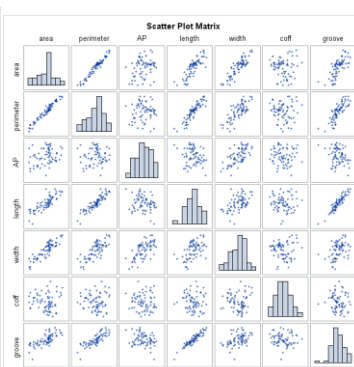 Scatter Plot Matrix
area perimeter AP length width coff groove
area
perimeter
AP
length
width
coff
groove